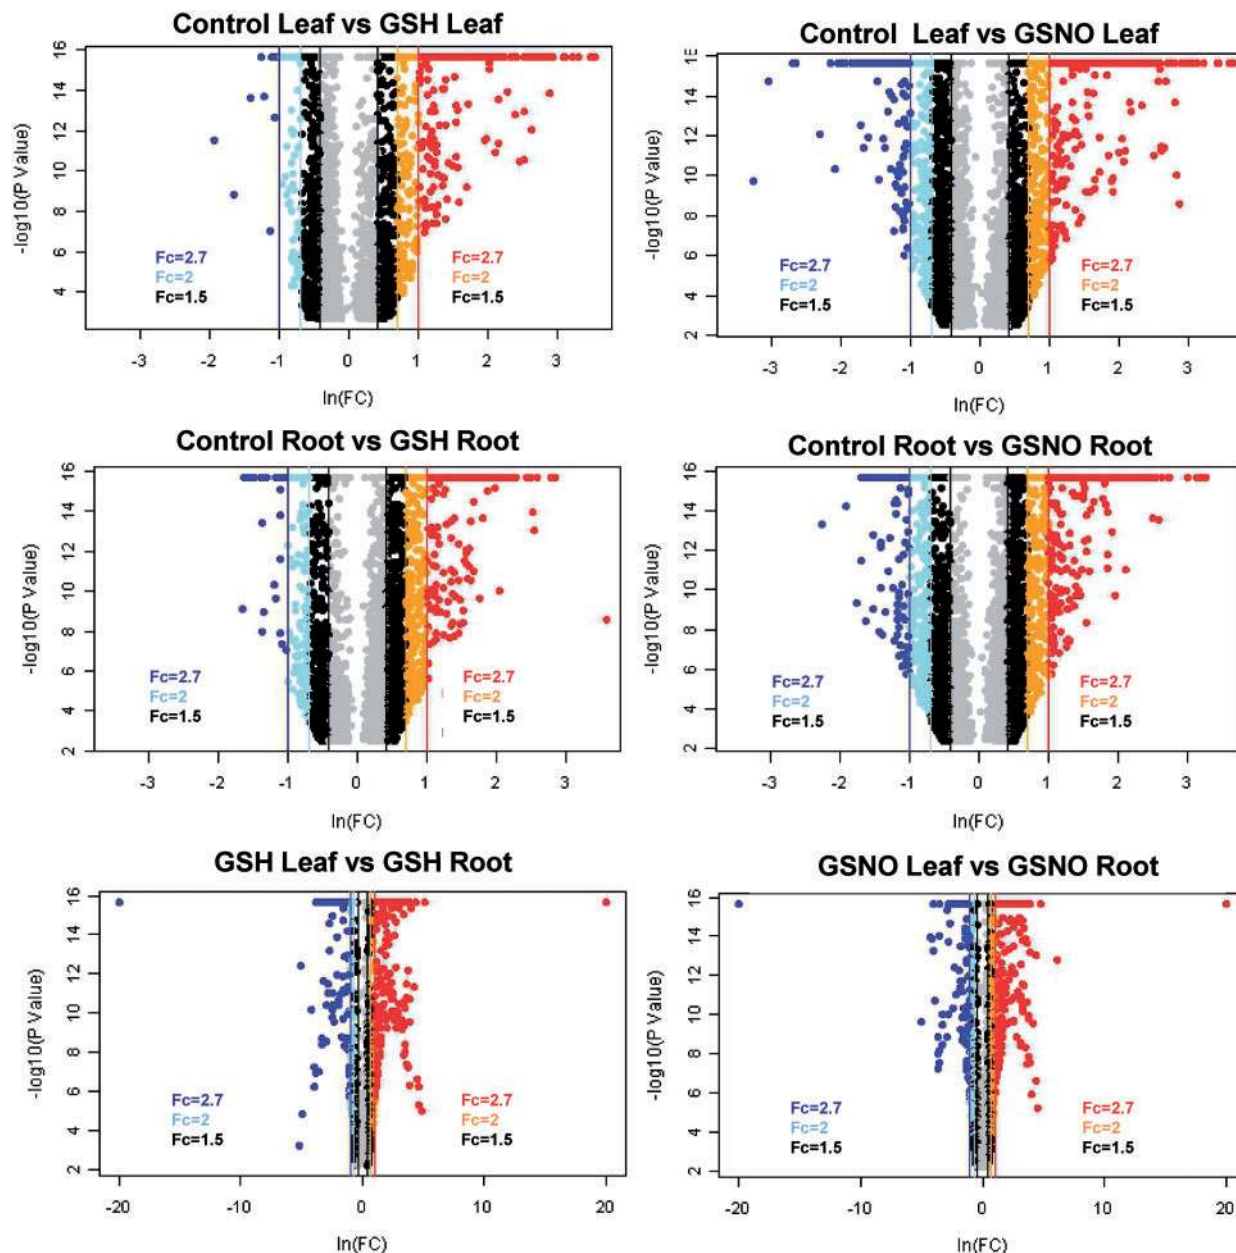 Control Leaf vs GSH Leaf
16
14
12
10
8
6
4
-log10(P Value)
Fc=2.7
Fc=2
Fc=1.5
Fc=2.7
Fc=2
Fc=1.5
-3 -2 -1 0 1 2 3
ln(FC)
Control Leaf vs GSNO Leaf
14
12
10
8
6
4
2
-log10(P Value)
Fc=2.7
Fc=2
Fc=1.5
Fc=2.7
Fc=2
Fc=1.5
-3 -2 -1 0 1 2 3
ln(FC)
Control Root vs GSH Root
16
14
12
10
8
6
4
2
-log10(P Value)
Fc=2.7
Fc=2
Fc=1.5
Fc=2.7
Fc=2
Fc=1.5
-3 -2 -1 0 1 2 3
ln(FC)
Control Root vs GSNO Root
16
14
12
10
8
6
4
2
-log10(P Value)
Fc=2.7
Fc=2
Fc=1.5
Fc=2.7
Fc=2
Fc=1.5
-3 -2 -1 0 1 2 3
ln(FC)
GSH Leaf vs GSH Root
16
14
12
10
8
6
4
2
-log10(P Value)
Fc=2.7
Fc=2
Fc=1.5
Fc=2.7
Fc=2
Fc=1.5
-20 -10 0 10 20
ln(FC)
GSNO Leaf vs GSNO Root
16
14
12
10
8
6
4
2
-log10(P Value)
Fc=2.7
Fc=2
Fc=1.5
Fc=2.7
Fc=2
Fc=1.5
-20 -10 0 10 20
ln(FC)